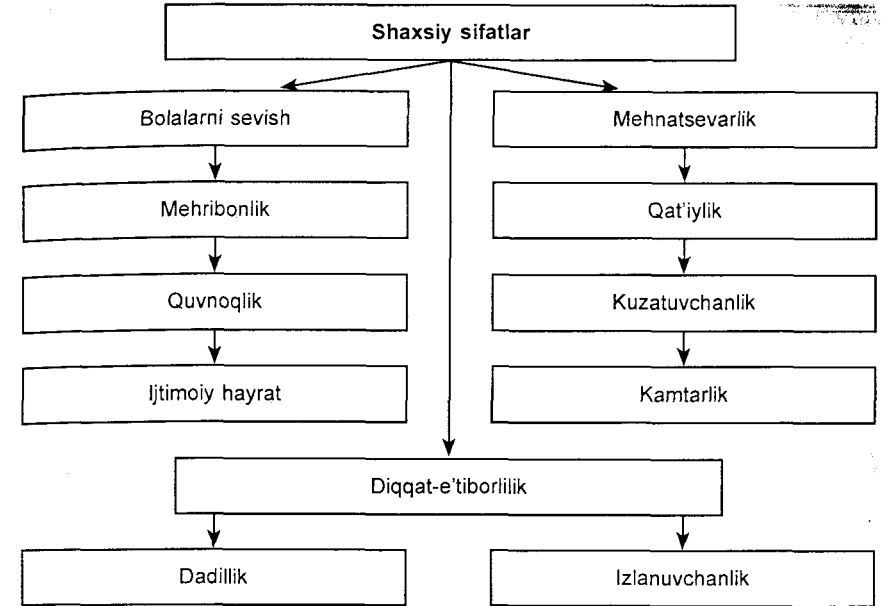 Shaxsiy sifatlar
Bolalarni sevish
Mehnatsevarlik
Mehribonlik
Qat'iylik
Quvnoqlik
Kuzatuvchanlik
Ijtimoiy hayrat
Kamtarlik
Diqqat-e'tiborlilik
Dadillik
Izlanuvchanlik